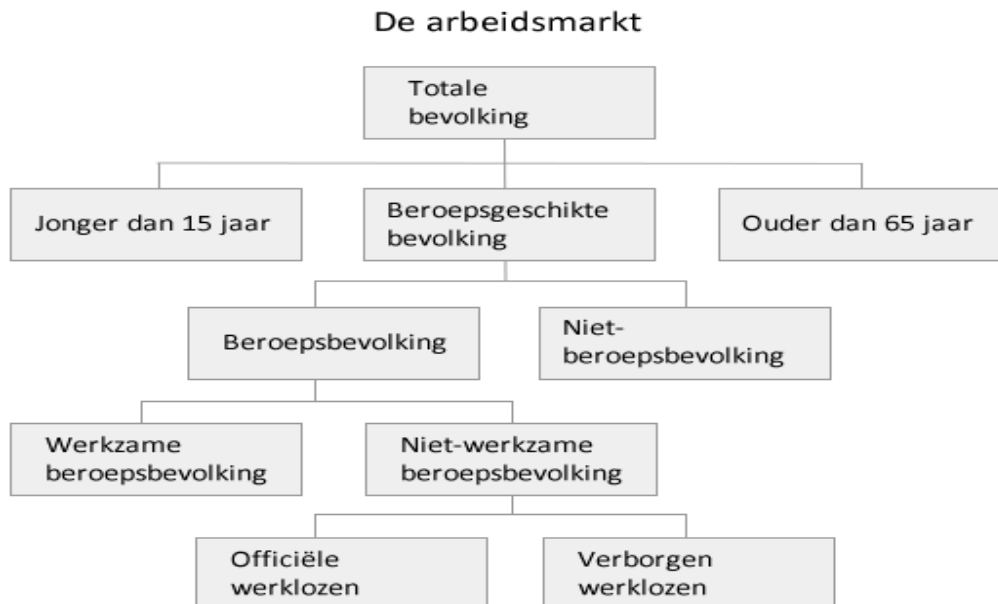 De arbeidsmarkt
Totale
bevolking
Jonger dan 15 jaar
Beroepsgeschikte
bevolking
Ouder dan 65 jaar
Beroepsbevolking
Niet-
beroepsbevolking
Werkzame
beroepsbevolking
Niet-werkzame
beroepsbevolking
Officiële
werklozen
Verborgen
werklozen